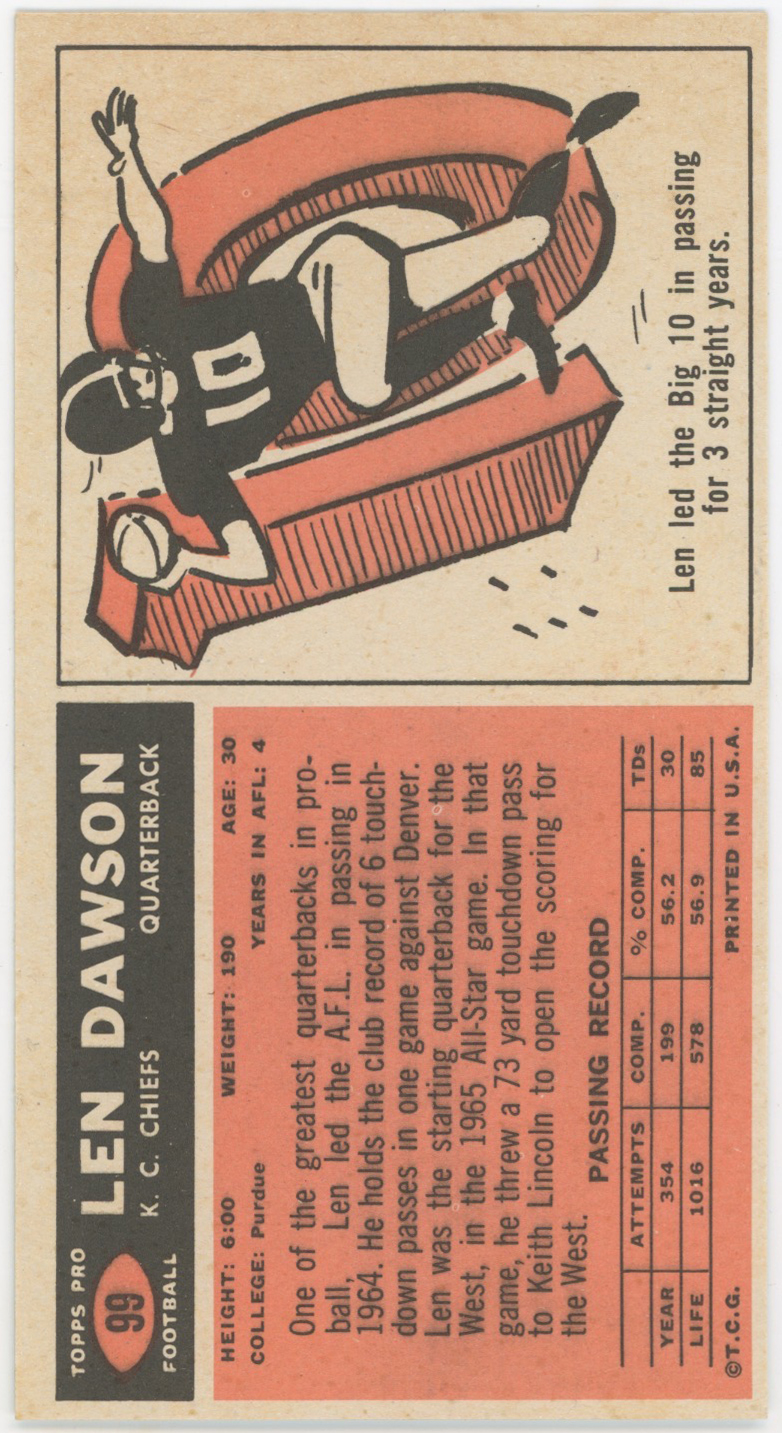 TOPPS PRO
99
FOOTBALL
LEN DAWSON
K. C. CHIEFS QUARTERBACK
HEIGHT: 6:00 WEIGHT: 190 AGE: 30
COLLEGE: Purdue YEARS IN AFL: 4
One of the greatest quarterbacks in pro-
ball, Len led the A.F.L. in passing in
1964. He holds the club record of 6 touch-
down passes in one game against Denver.
Len was the starting quarterback for the
West, in the 1965 All-Star game. In that
game, he threw a 73 yard touchdown pass
to Keith Lincoln to open the scoring for
the West.
PASSING RECORD
ATTEMPTS COMP. % COMP. TDs
YEAR 354 199 56.2 30
LIFE 1016 578 56.9 85
©T.C.G. PRINTED IN U.S.A.
10
Len led the Big 10 in passing
for 3 straight years.